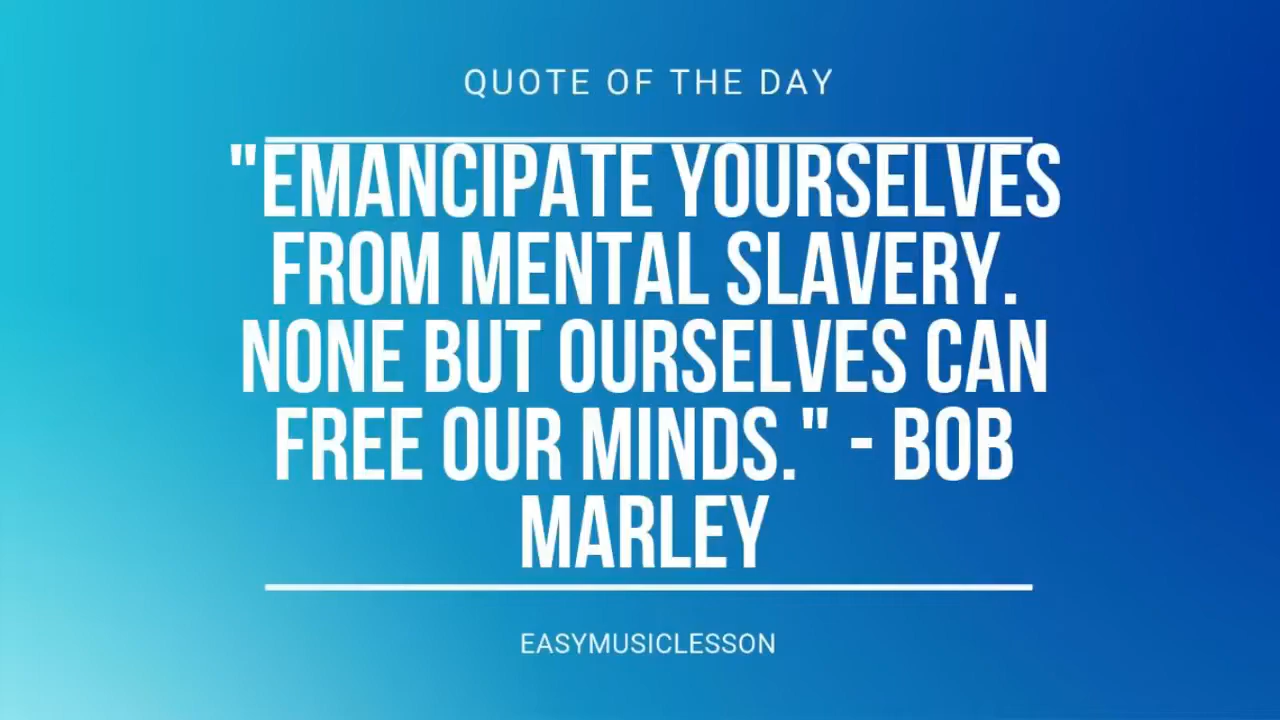 QUOTE OF THE DAY
"EMANCIPATE YOURSELVES
FROM MENTAL SLAVERY.
NONE BUT OURSELVES CAN
FREE OUR MINDS." - BOB
MARLEY
EASYMUSICLESSON